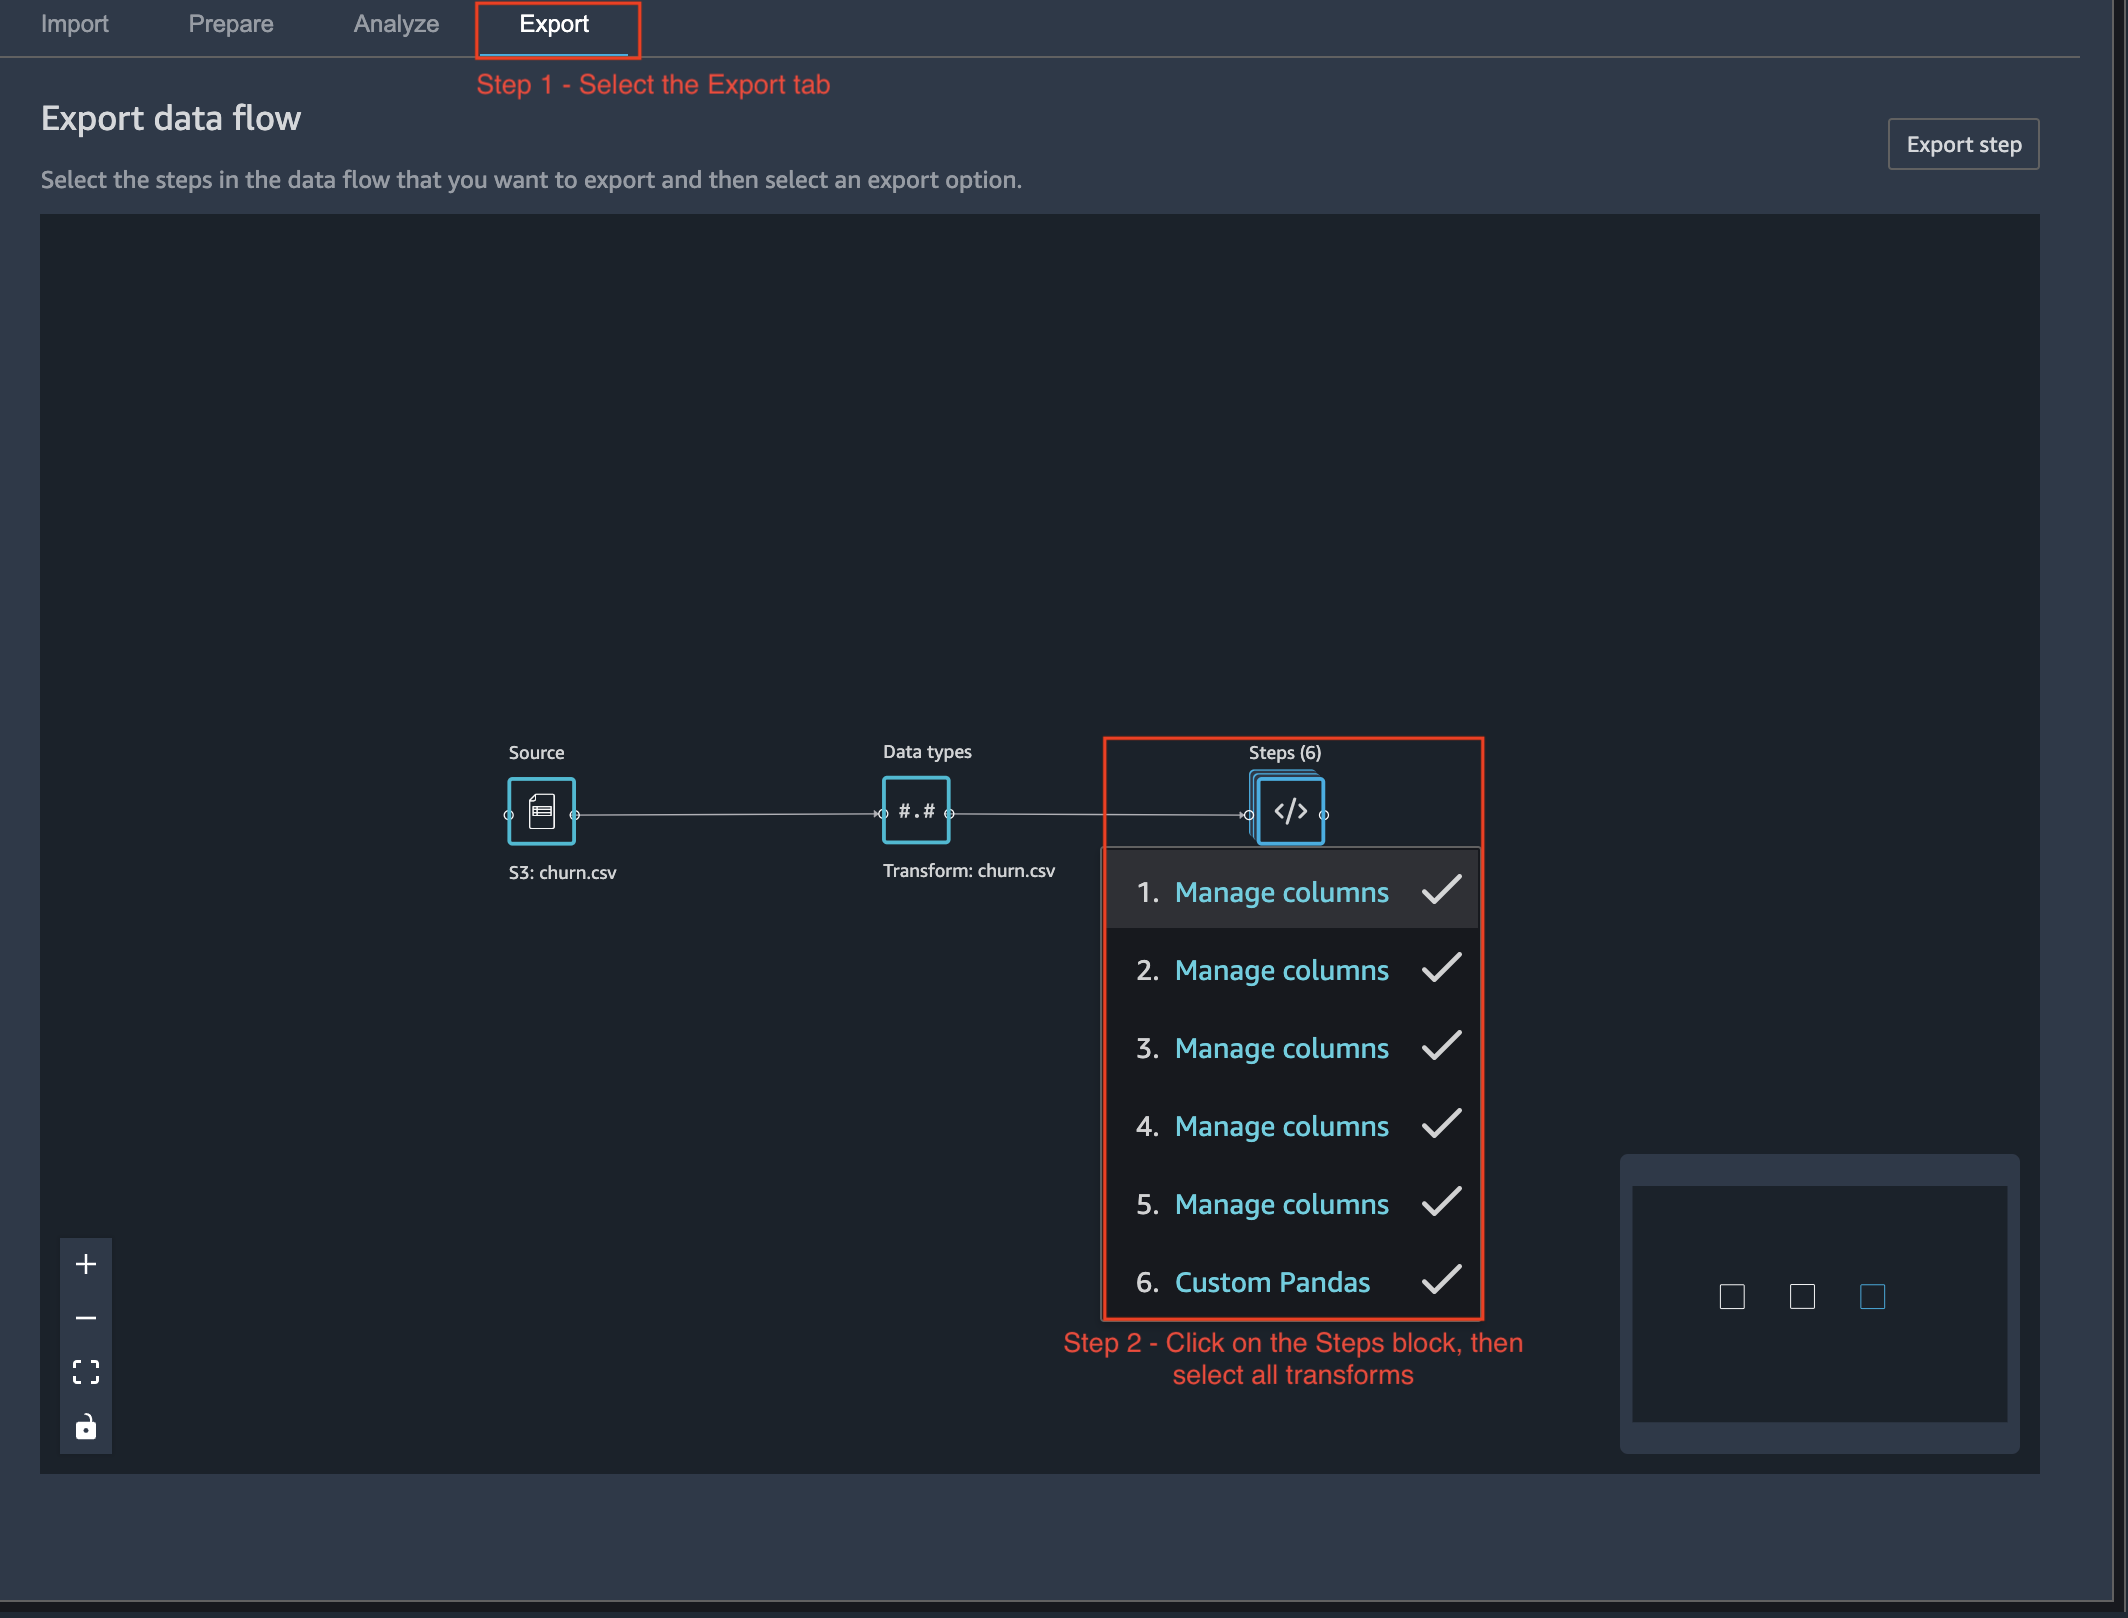 Import Prepare Analyze Export
Step 1 - Select the Export tab
Export data flow
Export step
Select the steps in the data flow that you want to export and then select an export option.
Source
Data types
Steps (6)
#.#
</>
S3: churn.csv
Transform: churn.csv
1. Manage columns
2. Manage columns
3. Manage columns
4. Manage columns
5. Manage columns
6. Custom Pandas
Step 2 - Click on the Steps block, then
select all transforms